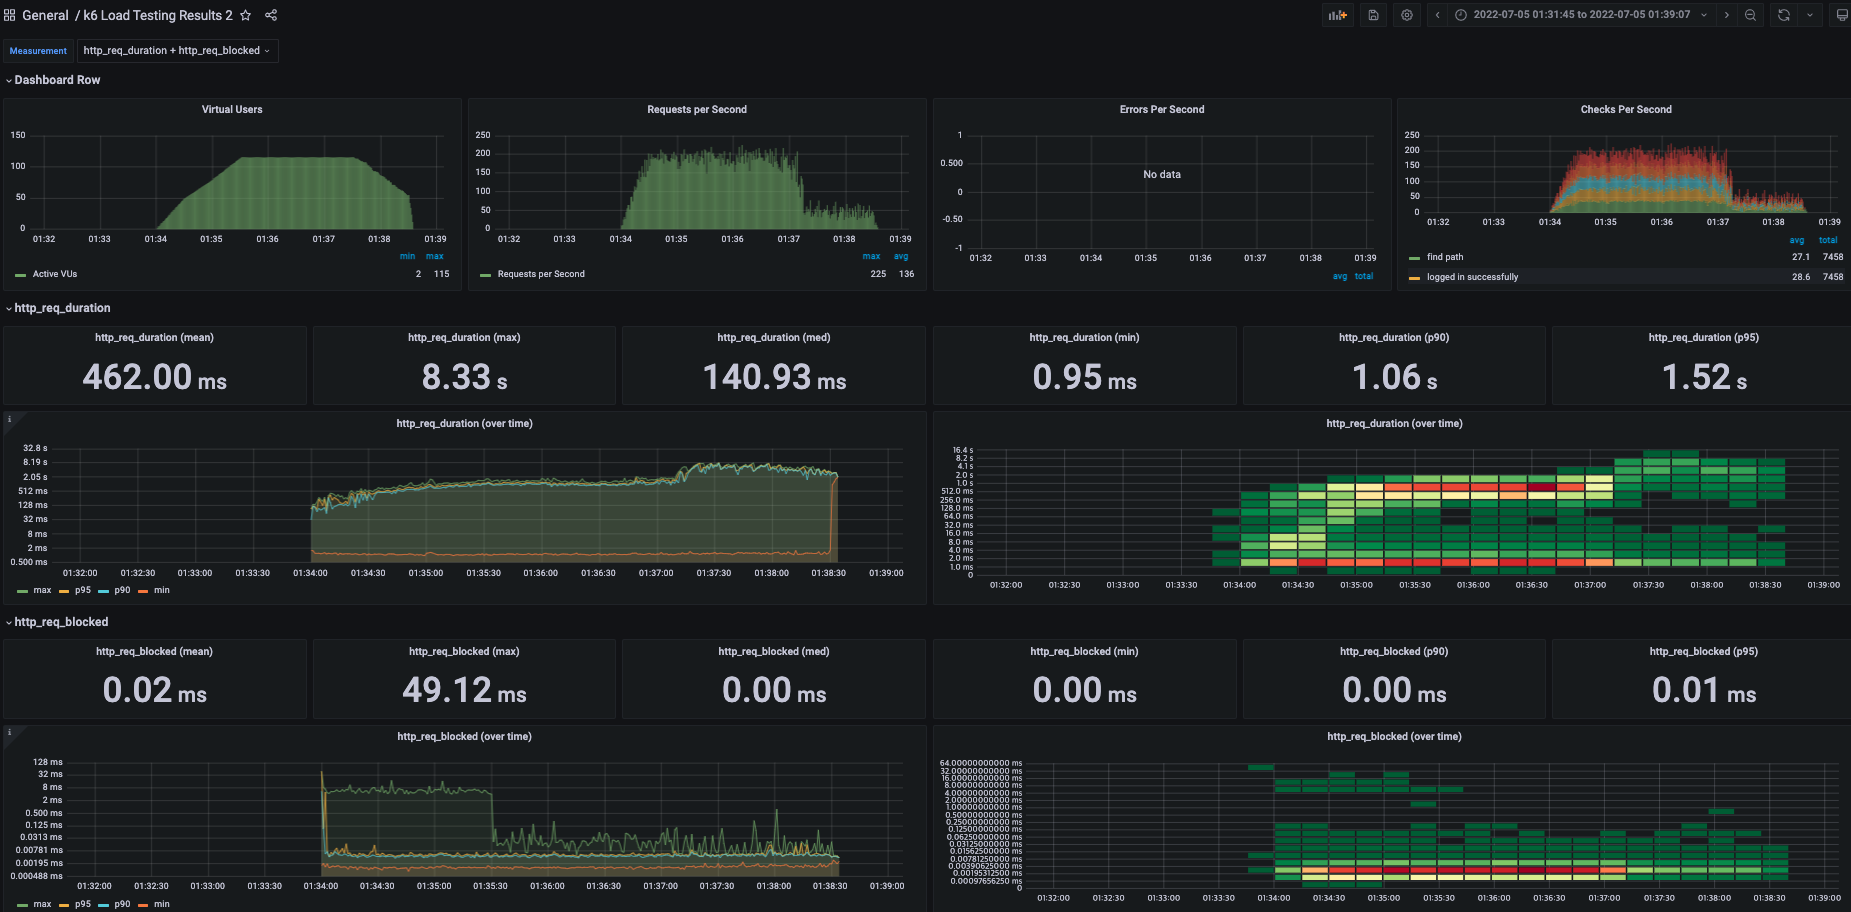 General / k6 Load Testing Results 2
2022-07-05 01:31:45 to 2022-07-05 01:39:07
Measurement http_req_duration + http_req_blocked
Dashboard Row
Virtual Users
150
100
50
0
01:32 01:33 01:34 01:35 01:36 01:37 01:38 01:39
min max
Active VUs 2 115
Requests per Second
250
200
150
100
50
0
01:32 01:33 01:34 01:35 01:36 01:37 01:38 01:39
max avg
Requests per Second 225 136
Errors Per Second
1
0.500
0
-0.50
-1
No data
01:32 01:33 01:34 01:35 01:36 01:37 01:38 01:39
avg total
Checks Per Second
250
200
150
100
50
0
01:32 01:33 01:34 01:35 01:36 01:37 01:38 01:39
avg total
find path 27.1 7458
logged in successfully 28.6 7458
http_req_duration
http_req_duration (mean)
462.00 ms
http_req_duration (max)
8.33 s
http_req_duration (med)
140.93 ms
http_req_duration (min)
0.95 ms
http_req_duration (p90)
1.06 s
http_req_duration (p95)
1.52 s
http_req_duration (over time)
32.8 s
8.19 s
2.05 s
512 ms
128 ms
32 ms
8 ms
2 ms
0.500 ms
01:32:00 01:32:30 01:33:00 01:33:30 01:34:00 01:34:30 01:35:00 01:35:30 01:36:00 01:36:30 01:37:00 01:37:30 01:38:00 01:38:30 01:39:00
max p95 p90 min
http_req_duration (over time)
16.4 s
8.2 s
4.1 s
2.0 s
1.0 s
512.0 ms
256.0 ms
128.0 ms
64.0 ms
32.0 ms
16.0 ms
8.0 ms
4.0 ms
2.0 ms
1.0 ms
0
01:32:00 01:32:30 01:33:00 01:33:30 01:34:00 01:34:30 01:35:00 01:35:30 01:36:00 01:36:30 01:37:00 01:37:30 01:38:00 01:38:30 01:39:00
http_req_blocked
http_req_blocked (mean)
0.02 ms
http_req_blocked (max)
49.12 ms
http_req_blocked (med)
0.00 ms
http_req_blocked (min)
0.00 ms
http_req_blocked (p90)
0.00 ms
http_req_blocked (p95)
0.01 ms
http_req_blocked (over time)
128 ms
32 ms
8 ms
2 ms
0.500 ms
0.125 ms
0.0313 ms
0.00781 ms
0.00195 ms
0.000488 ms
01:32:00 01:32:30 01:33:00 01:33:30 01:34:00 01:34:30 01:35:00 01:35:30 01:36:00 01:36:30 01:37:00 01:37:30 01:38:00 01:38:30 01:39:00
max p95 p90 min
http_req_blocked (over time)
64.00000000000 ms
32.00000000000 ms
16.00000000000 ms
8.00000000000 ms
4.00000000000 ms
2.00000000000 ms
1.00000000000 ms
0.50000000000 ms
0.25000000000 ms
0.12500000000 ms
0.06250000000 ms
0.03125000000 ms
0.01562500000 ms
0.00781250000 ms
0.00390625000 ms
0.00195312500 ms
0.00097656250 ms
0
01:32:00 01:32:30 01:33:00 01:33:30 01:34:00 01:34:30 01:35:00 01:35:30 01:36:00 01:36:30 01:37:00 01:37:30 01:38:00 01:38:30 01:39:00